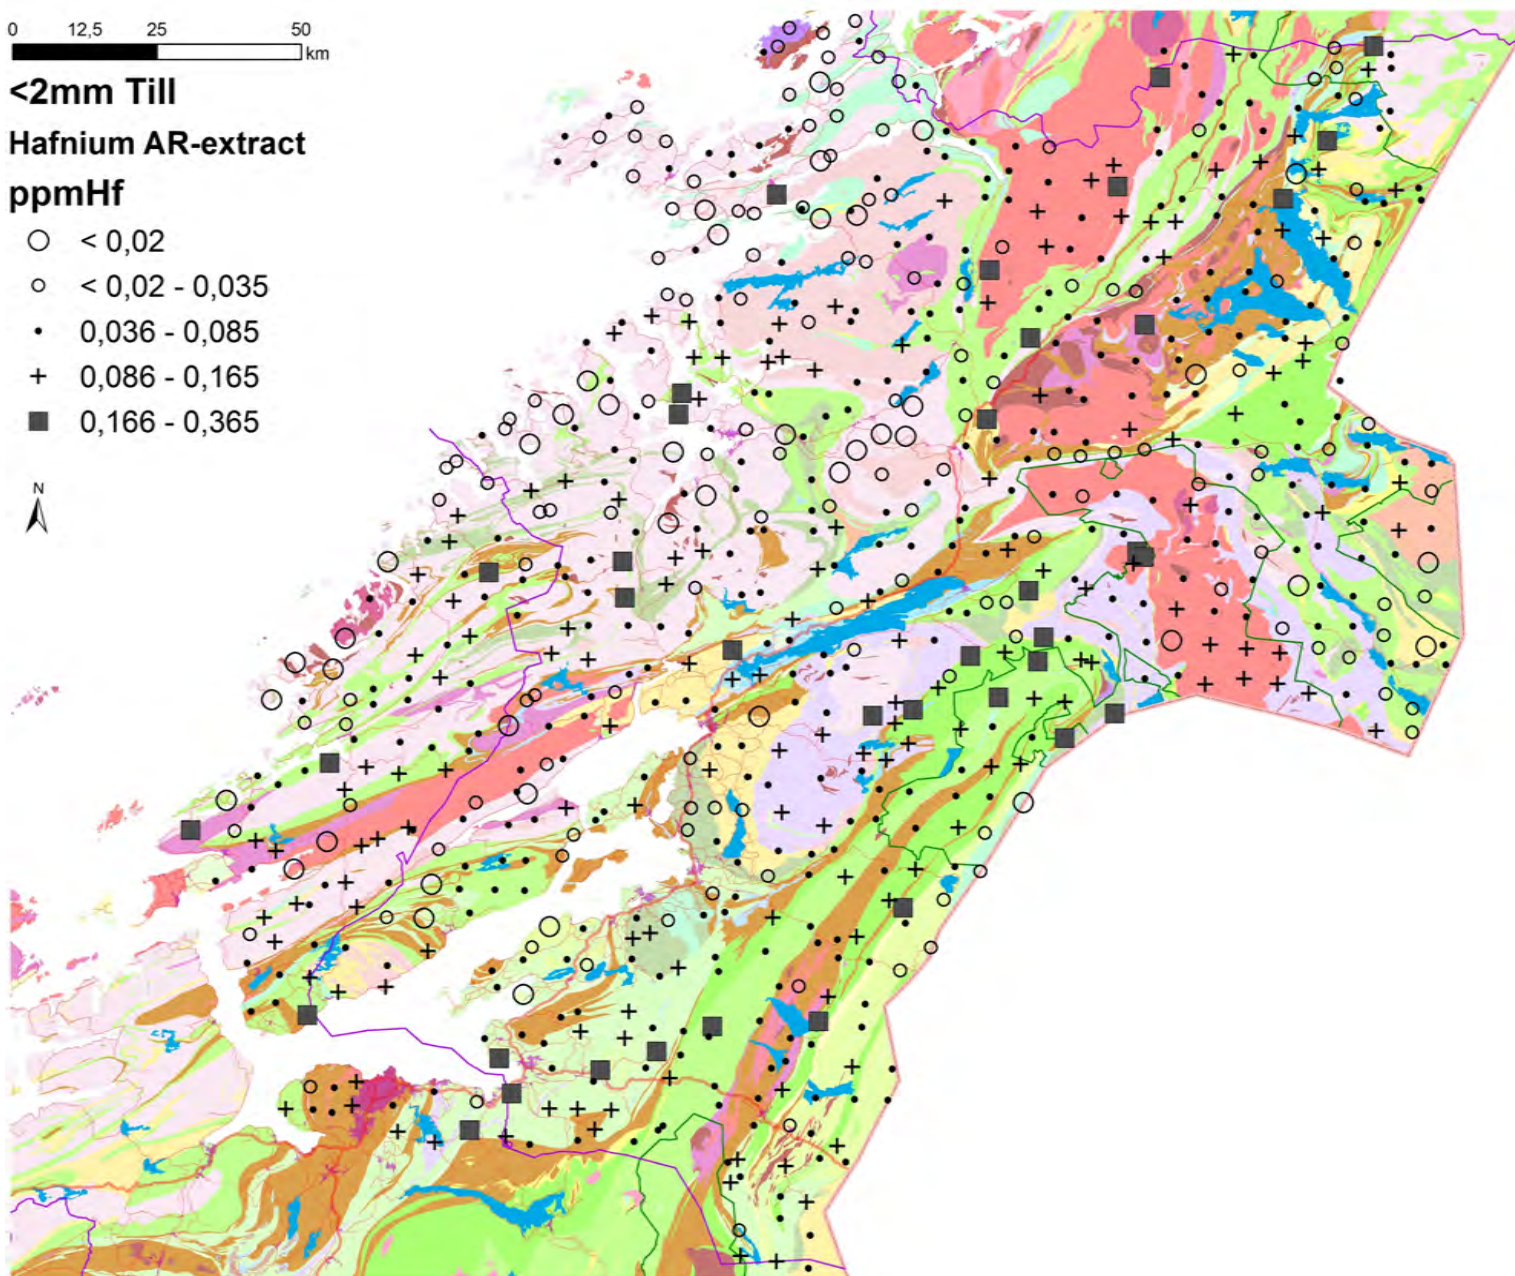 0 12,5 25 50
km
<2mm Till
Hafnium AR-extract
ppmHf
< 0,02
< 0,02 - 0,035
0,036 - 0,085
0,086 - 0,165
0,166 - 0,365
N